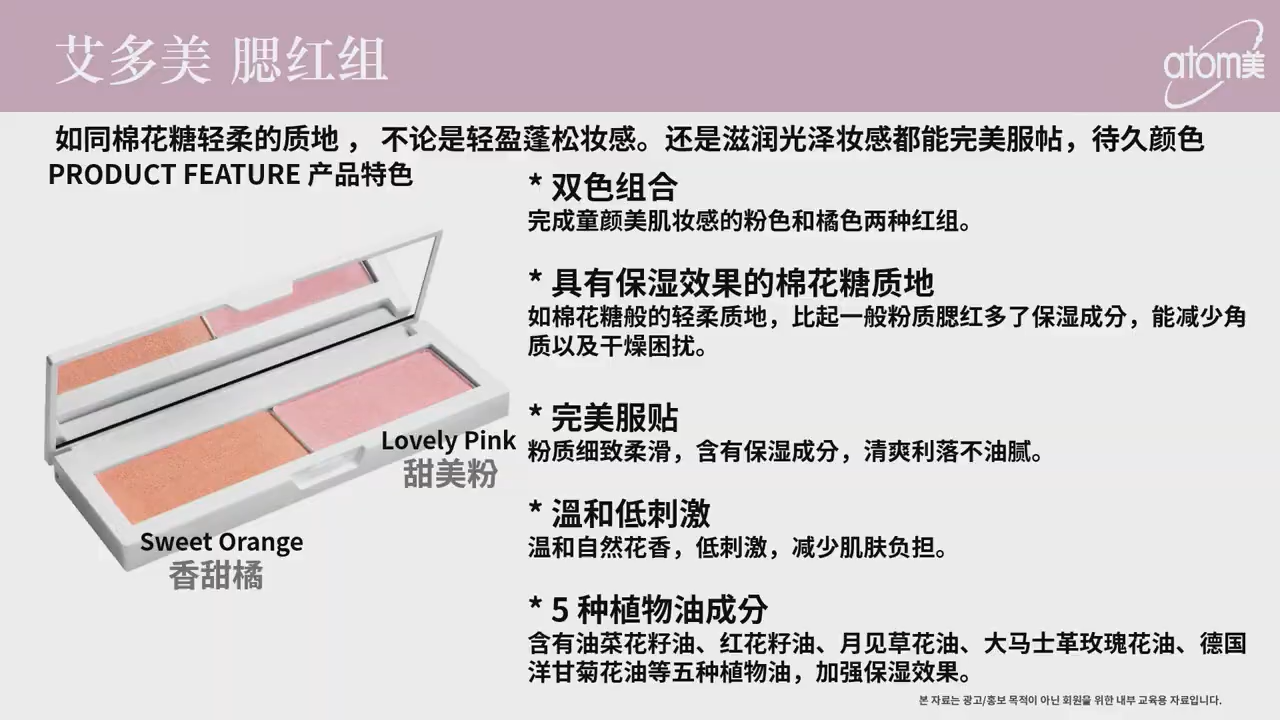 艾多美 腮红组
atom美
如同棉花糖轻柔的质地 ， 不论是轻盈蓬松妆感。还是滋润光泽妆感都能完美服帖，待久颜色
PRODUCT FEATURE 产品特色
* 双色组合
完成童颜美肌妆感的粉色和橘色两种红组。
* 具有保湿效果的棉花糖质地
如棉花糖般的轻柔质地，比起一般粉质腮红多了保湿成分，能减少角
质以及干燥困扰。
* 完美服贴
粉质细致柔滑，含有保湿成分，清爽利落不油腻。
Lovely Pink
甜美粉
* 溫和低刺激
温和自然花香，低刺激，减少肌肤负担。
Sweet Orange
香甜橘
* 5 种植物油成分
含有油菜花籽油、红花籽油、月见草花油、大马士革玫瑰花油、德国
洋甘菊花油等五种植物油，加强保湿效果。
본 자료는 광고/홍보 목적이 아닌 회원을 위한 내부 교육용 자료입니다.